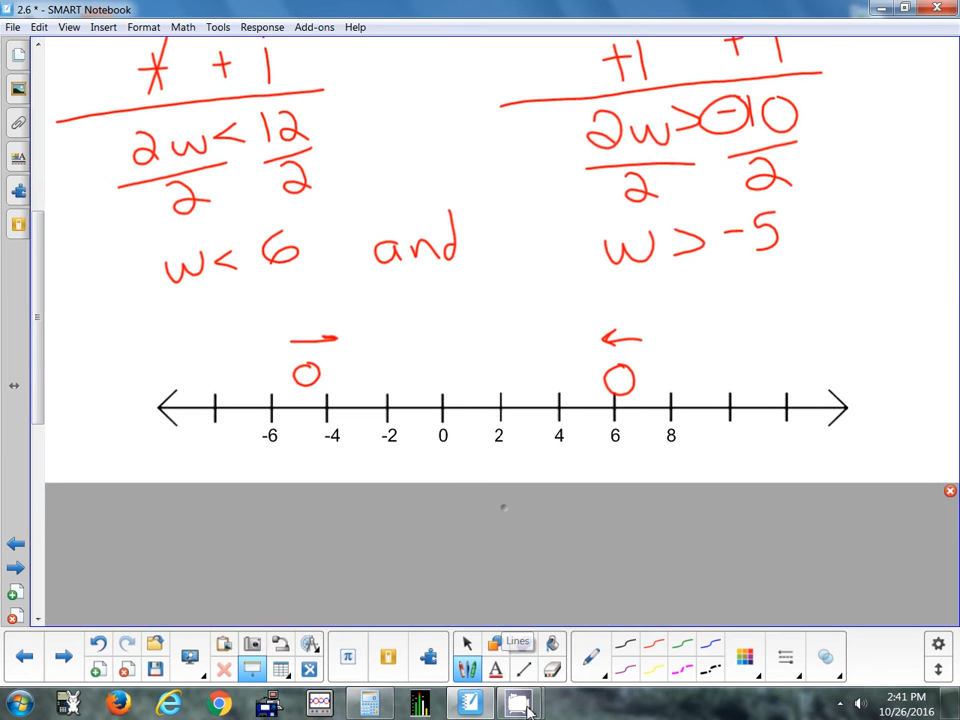 2.6 * - SMART Notebook
File Edit View Insert Format Math Tools Response Add-ons Help
+ 1
+1 + 1
2w < 12
2 2
2w > -10
2 2
w < 6 and w > -5
-6 -4 -2 0 2 4 6 8
Lines
A
π
2:41 PM
10/26/2016